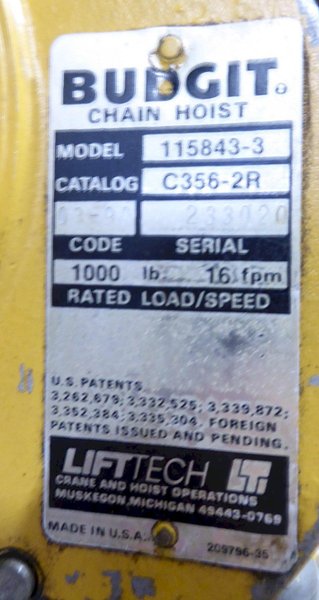 BUDGIT
CHAIN HOIST
MODEL 115843-3
CATALOG C356-2R
233020
CODE SERIAL
1000 lb 16 fpm
RATED LOAD/SPEED
U.S. PATENTS
3,262,679; 3,332,525; 3,339,872;
3,352,384; 3,335,304, FOREIGN
PATENTS ISSUED AND PENDING.
LIFTTECH LT
CRANE AND HOIST OPERATIONS
MUSKEGON, MICHIGAN 49443-0769
MADE IN U.S.A. 209796-35